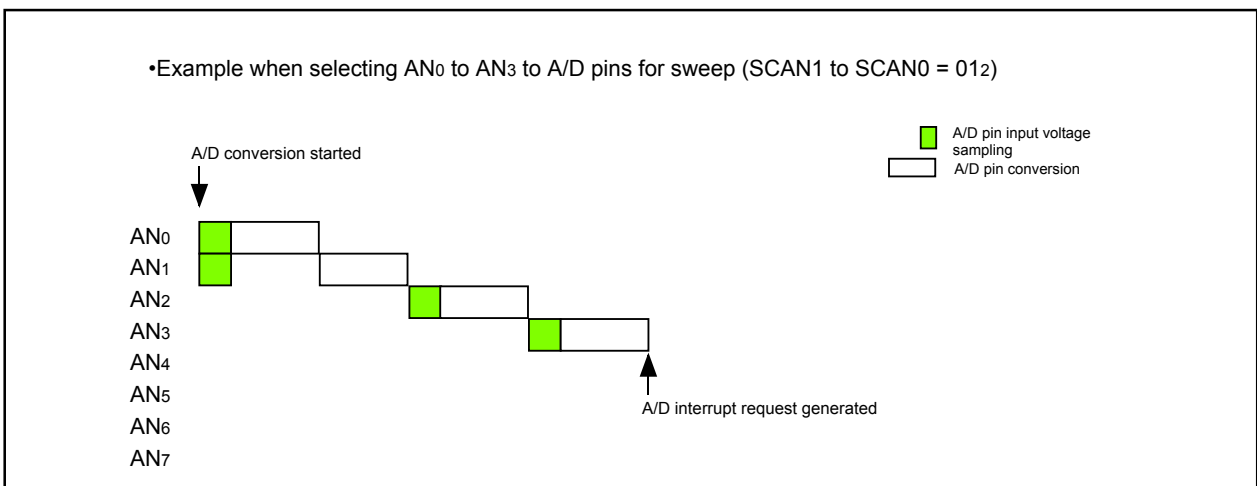 •Example when selecting AN0 to AN3 to A/D pins for sweep (SCAN1 to SCAN0 = 012)
A/D pin input voltage
sampling
A/D pin conversion
A/D conversion started
AN0
AN1
AN2
AN3
AN4
AN5
AN6
AN7
A/D interrupt request generated